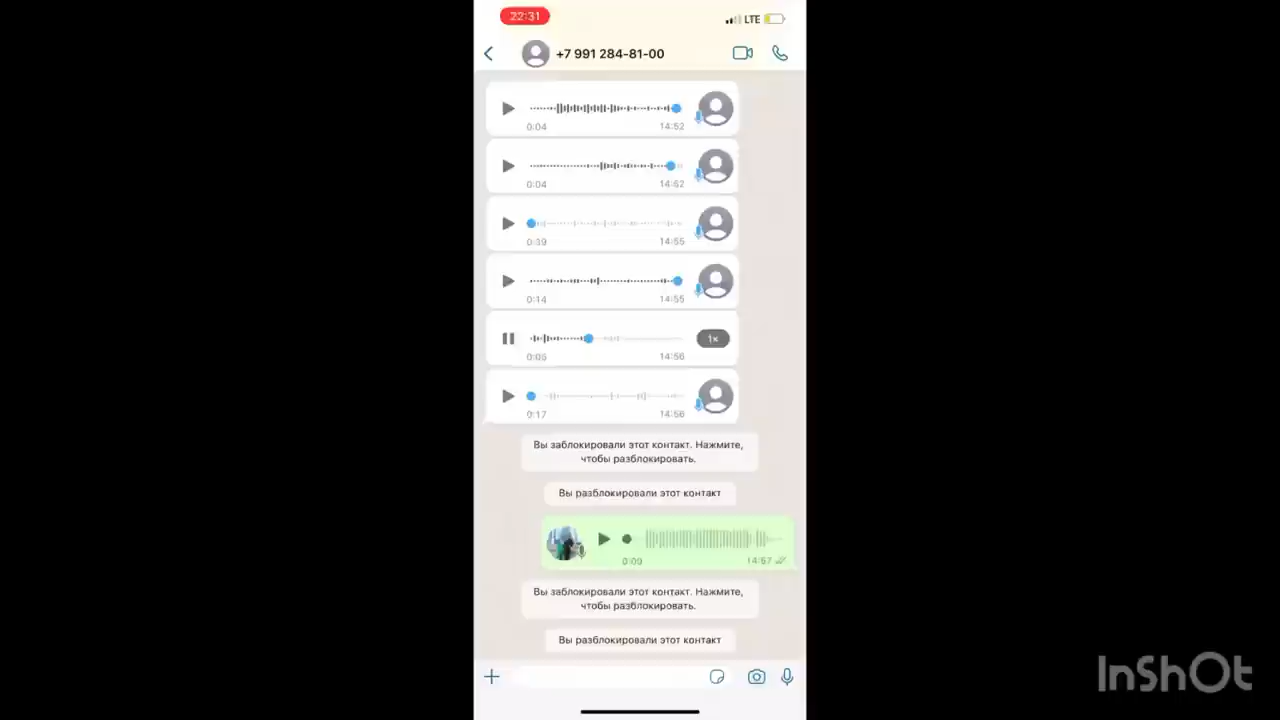 22:31
LTE
+7 991 284-81-00
0:04 14:52
0:04 14:52
0:39 14:55
0:14 14:55
1×
0:05 14:56
0:17 14:56
Вы заблокировали этот контакт. Нажмите,
чтобы разблокировать.
Вы разблокировали этот контакт
0:09 14:57
Вы заблокировали этот контакт. Нажмите,
чтобы разблокировать.
Вы разблокировали этот контакт
InShOt